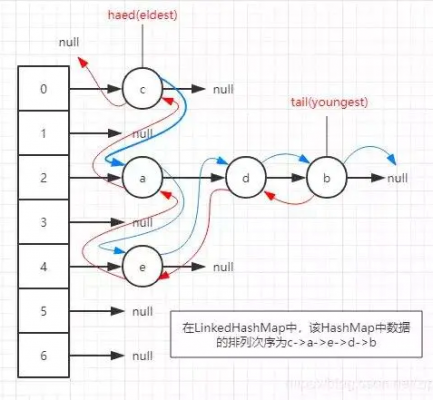 haed(eldest)
null
0
c
null
tail(youngest)
1
null
2
a
d
b
null
3
null
4
e
null
5
null
6
null
在LinkedHashMap中，该HashMap中数据
的排列次序为c->a->e->d->b